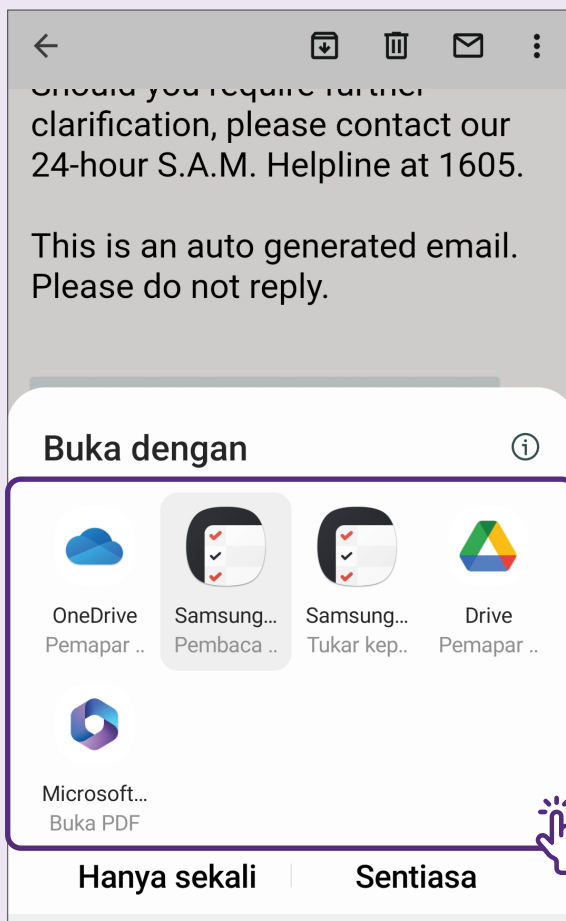 Should you require further
clarification, please contact our
24-hour S.A.M. Helpline at 1605.
This is an auto generated email.
Please do not reply.
Buka dengan
OneDrive Samsung... Samsung... Drive
Pemapar .. Pembaca .. Tukar kep.. Pemapar ..
Microsoft...
Buka PDF
Hanya sekali Sentiasa